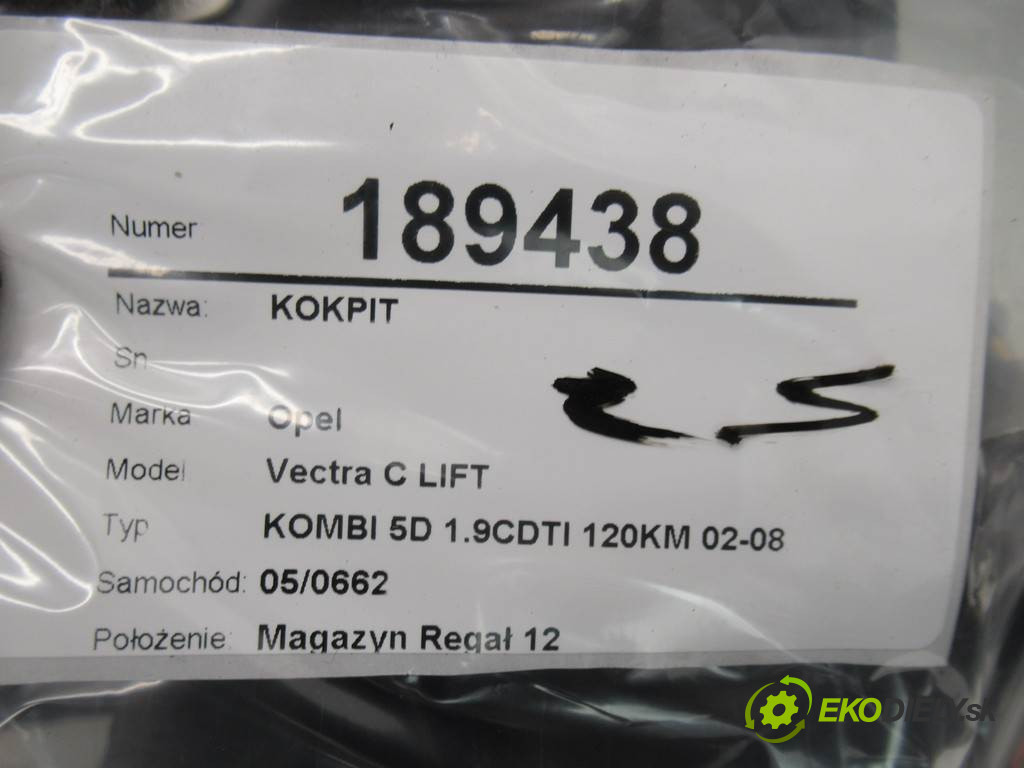 Numer 189438
Nazwa: KOKPIT
Sn
Marka Opel
Model Vectra C LIFT
Typ KOMBI 5D 1.9CDTI 120KM 02-08
Samochód: 05/0662
Położenie: Magazyn Regał 12
EKODIELY.sk